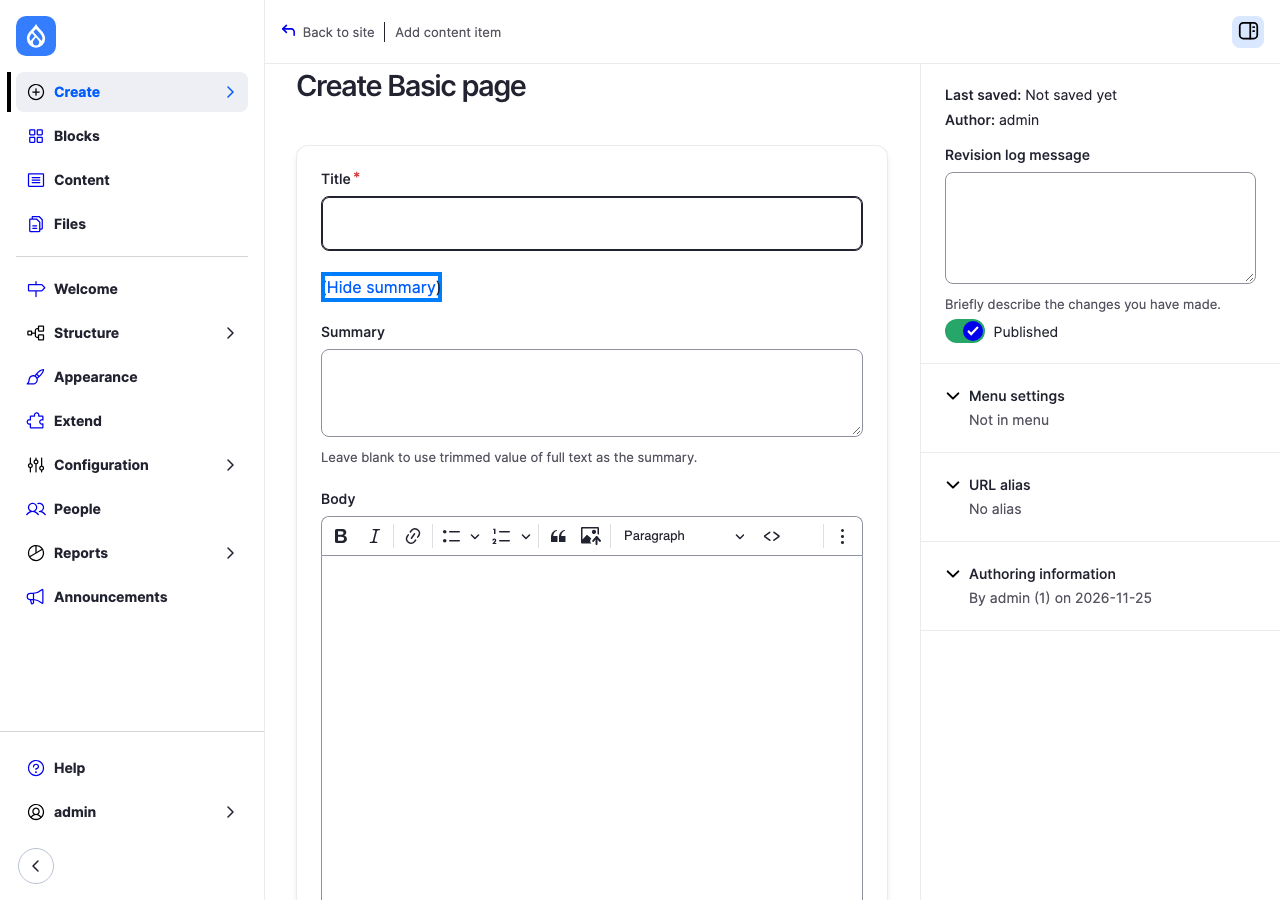 Create
Blocks
Content
Files
Welcome
Structure
Appearance
Extend
Configuration
People
Reports
Announcements
Help
admin
Back to site
Add content item
Create Basic page
Title*
(Hide summary)
Summary
Leave blank to use trimmed value of full text as the summary.
Body
Paragraph
Last saved: Not saved yet
Author: admin
Revision log message
Briefly describe the changes you have made.
Published
Menu settings
Not in menu
URL alias
No alias
Authoring information
By admin (1) on 2026-11-25